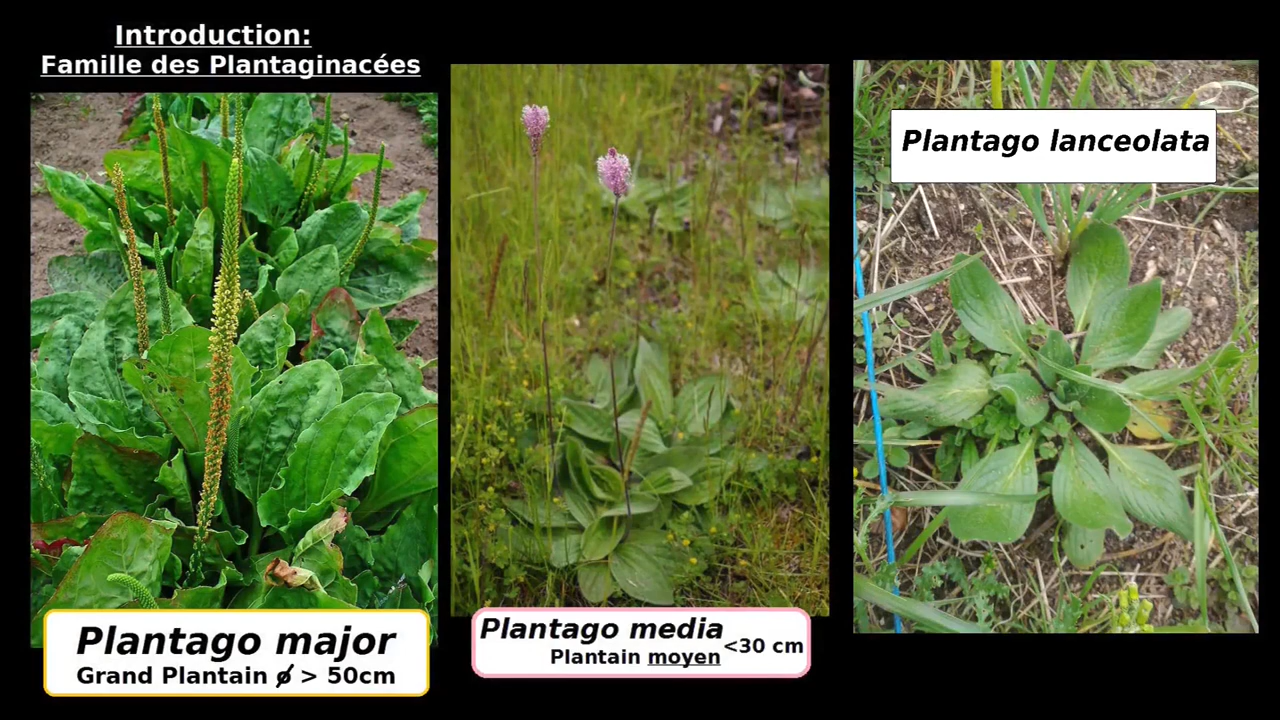 Introduction:
Famille des Plantaginacées
Plantago lanceolata
Plantago major
Grand Plantain ø > 50cm
Plantago media
<30 cm
Plantain moyen